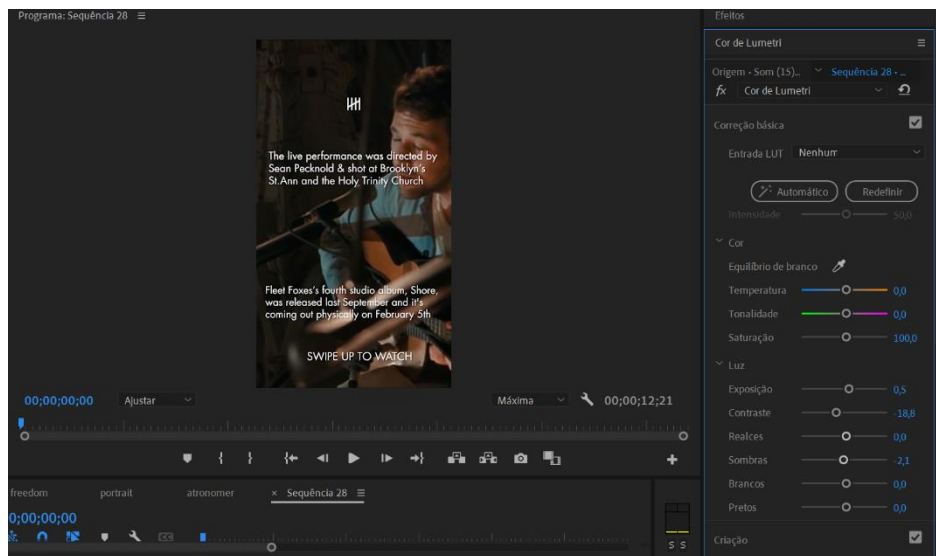 Programa: Sequência 28
The live performance was directed by
Sean Pecknold & shot at Brooklyn's
St.Ann and the Holy Trinity Church
Fleet Foxes's fourth studio album, Shore,
was released last September and it's
coming out physically on February 5th
SWIPE UP TO WATCH
00;00;00;00
Ajustar
Máxima
00;00;12;21
freedom
portrait
atronomer
× Sequência 28
0;00;00;00
CC
S S
Efeitos
Cor de Lumetri
Origem - Som (15)...
Sequência 28 - ...
fx Cor de Lumetri
Correção básica
Entrada LUT Nenhum
Automático
Redefinir
Intensidade 50,0
Cor
Equilíbrio de branco
Temperatura 0,0
Tonalidade 0,0
Saturação 100,0
Luz
Exposição 0,5
Contraste -18,8
Realces 0,0
Sombras -2,1
Brancos 0,0
Pretos 0,0
Criação